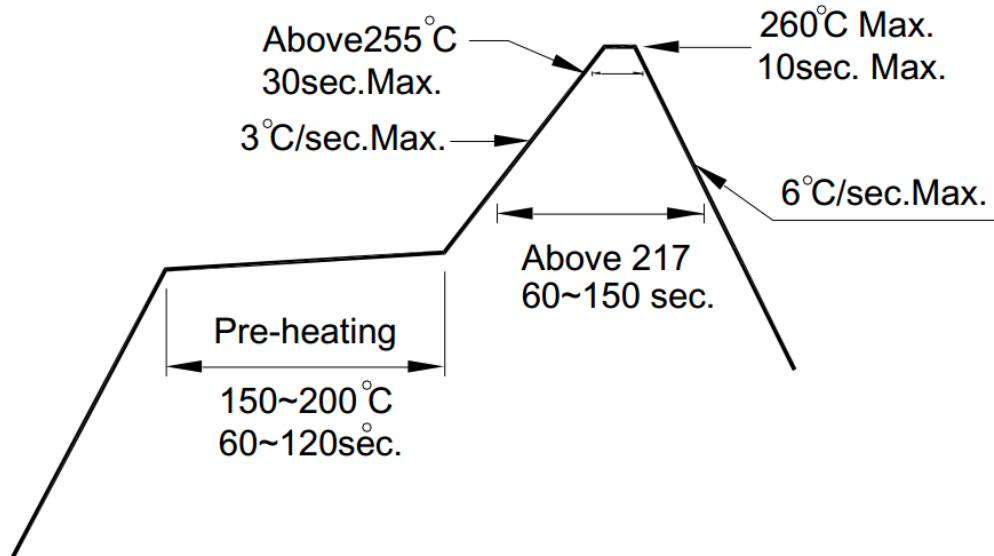 Above255°C
30sec.Max.
260°C Max.
10sec. Max.
3°C/sec.Max.
6°C/sec.Max.
Above 217
60~150 sec.
Pre-heating
150~200°C
60~120sec.